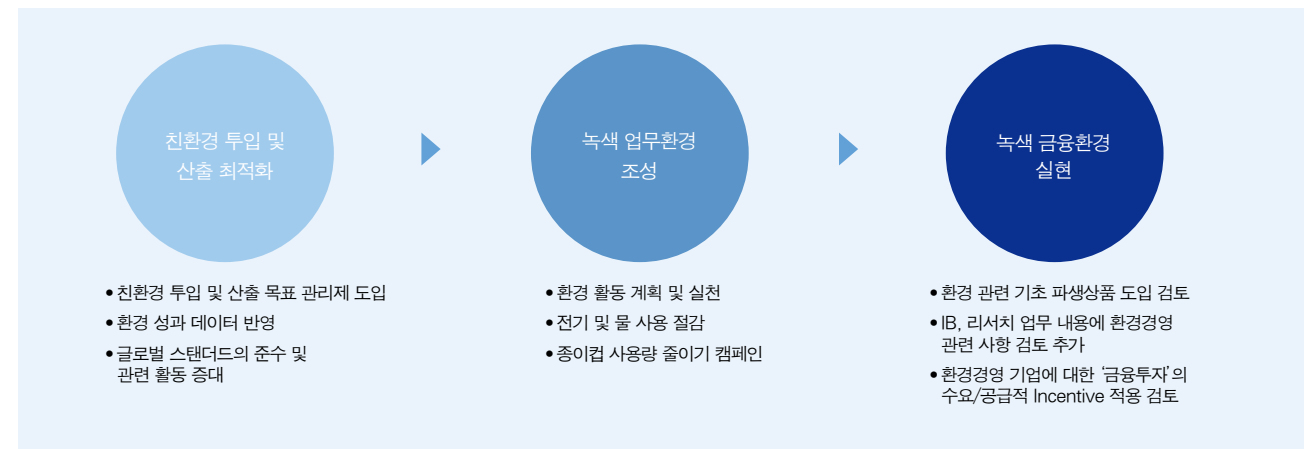 친환경 투입 및
산출 최적화
• 친환경 투입 및 산출 목표 관리제 도입
• 환경 성과 데이터 반영
• 글로벌 스탠더드의 준수 및
관련 활동 증대
녹색 업무환경
조성
• 환경 활동 계획 및 실천
• 전기 및 물 사용 절감
• 종이컵 사용량 줄이기 캠페인
녹색 금융환경
실현
• 환경 관련 기초 파생상품 도입 검토
• IB, 리서치 업무 내용에 환경경영
관련 사항 검토 추가
• 환경경영 기업에 대한 ‘금융투자’의
수요/공급적 Incentive 적용 검토